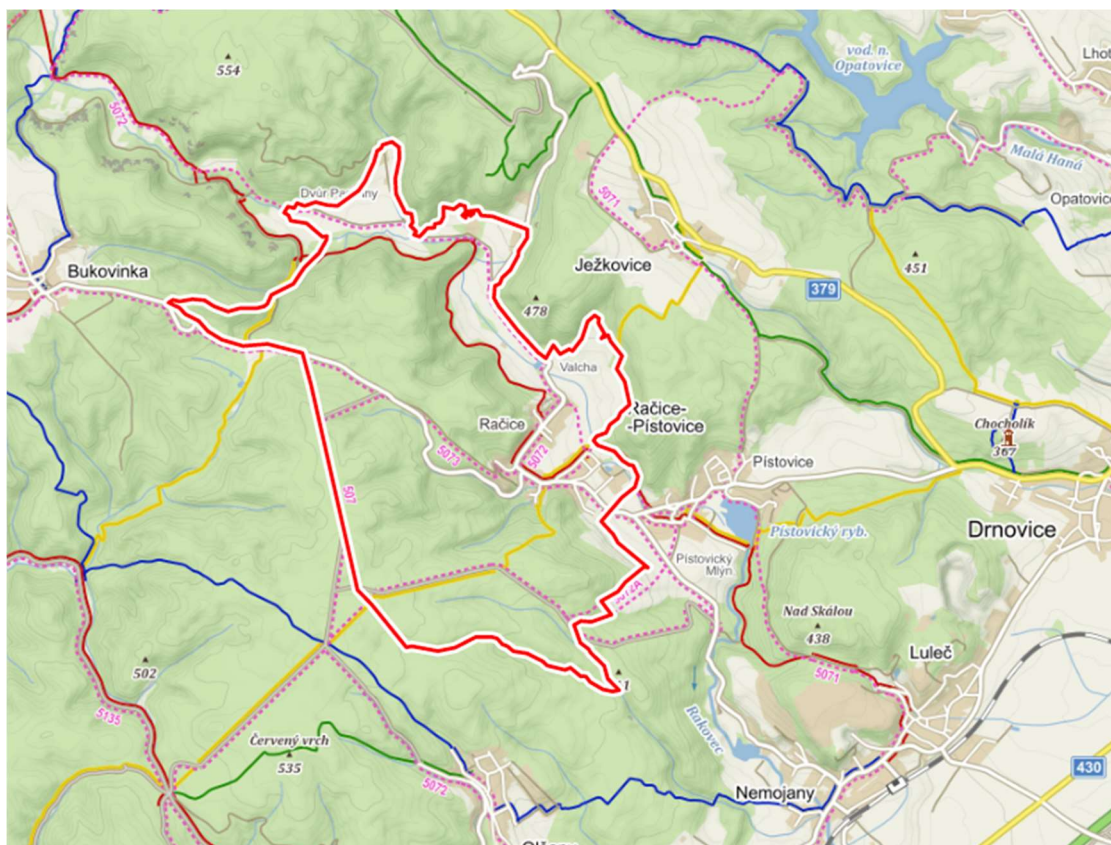 554
vod. n.
Opatovice
Lhot
5072
Malá Haná
Dvůr
5071
Opatovice
Bukovinka
Ježkovice
451
379
478
Valcha
Račice-
-Pístovice
Chocholík
367
Račice
5072
5073
Pístovice
507
Pístovický ryb.
Drnovice
Pístovický
Mlýn
Nad Skálou
438
Luleč
502
5071
5135
Rakovec
Červený vrch
535
430
5072
Nemojany